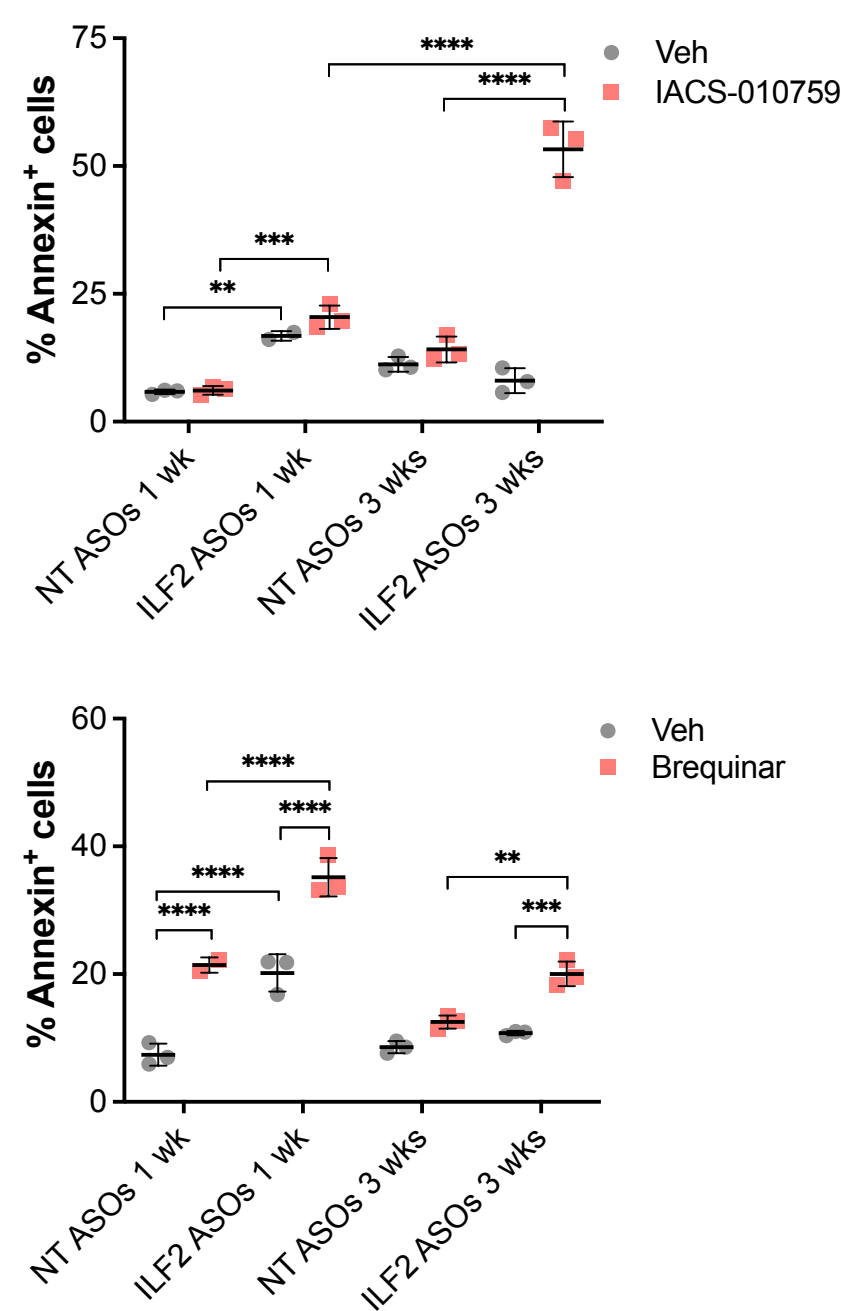 75
50
25
0
% Annexin⁺ cells
**
***
****
****
Veh
IACS-010759
NT ASOs 1 wk
ILF2 ASOs 1 wk
NT ASOs 3 wks
ILF2 ASOs 3 wks
60
40
20
0
% Annexin⁺ cells
****
****
****
****
**
***
Veh
Brequinar
NT ASOs 1 wk
ILF2 ASOs 1 wk
NT ASOs 3 wks
ILF2 ASOs 3 wks